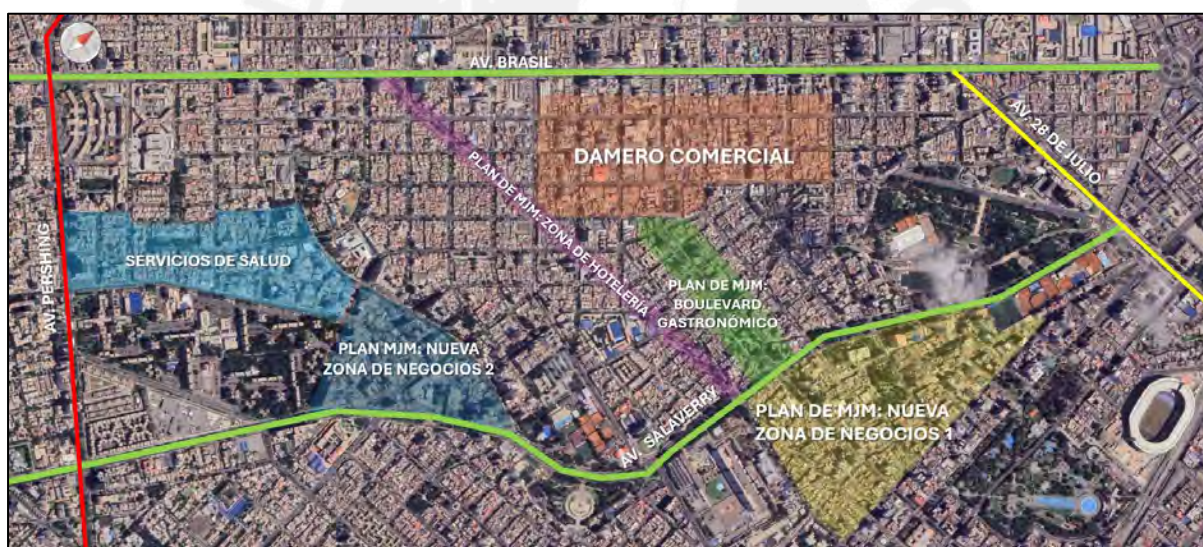 AV. BRASIL
AV. 28 DE JULIO
DAMERO COMERCIAL
PLAN DE MJM: ZONA DE HOTELERÍA
AV. PERSHING
SERVICIOS DE SALUD
PLAN DE MJM:
BOULEVARD
GASTRONÓMICO
PLAN MJM: NUEVA
ZONA DE NEGOCIOS 2
AV. SALAVERRY
PLAN DE MJM: NUEVA
ZONA DE NEGOCIOS 1